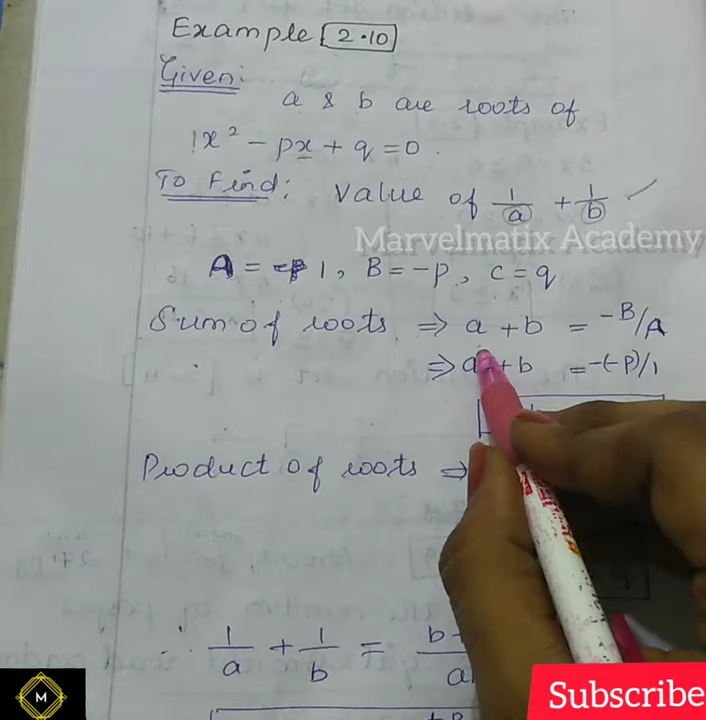 Example 2.10
Given:
a & b are roots of
1x² - px + q = 0.
To Find: Value of 1/a + 1/b ✓
Marvelmatix Academy
A = 1, B = -p, C = q
Sum of roots ⇒ a + b = -B/A
⇒ a + b = -(-P)/1
Product of roots ⇒
∴ 1/a + 1/b =
M
Subscribe